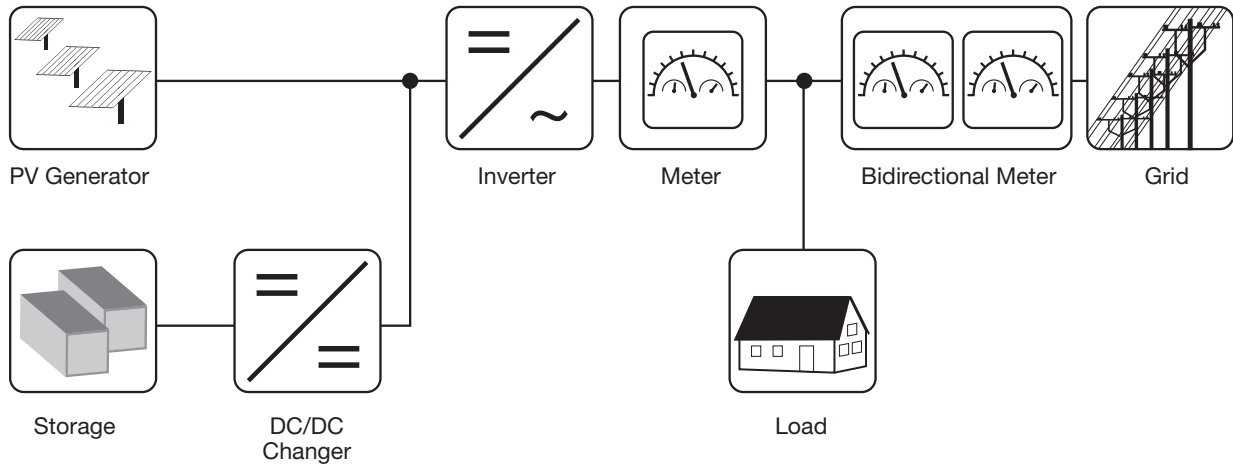 PV Generator
Inverter
Meter
Bidirectional Meter
Grid
Storage
DC/DC
Changer
Load